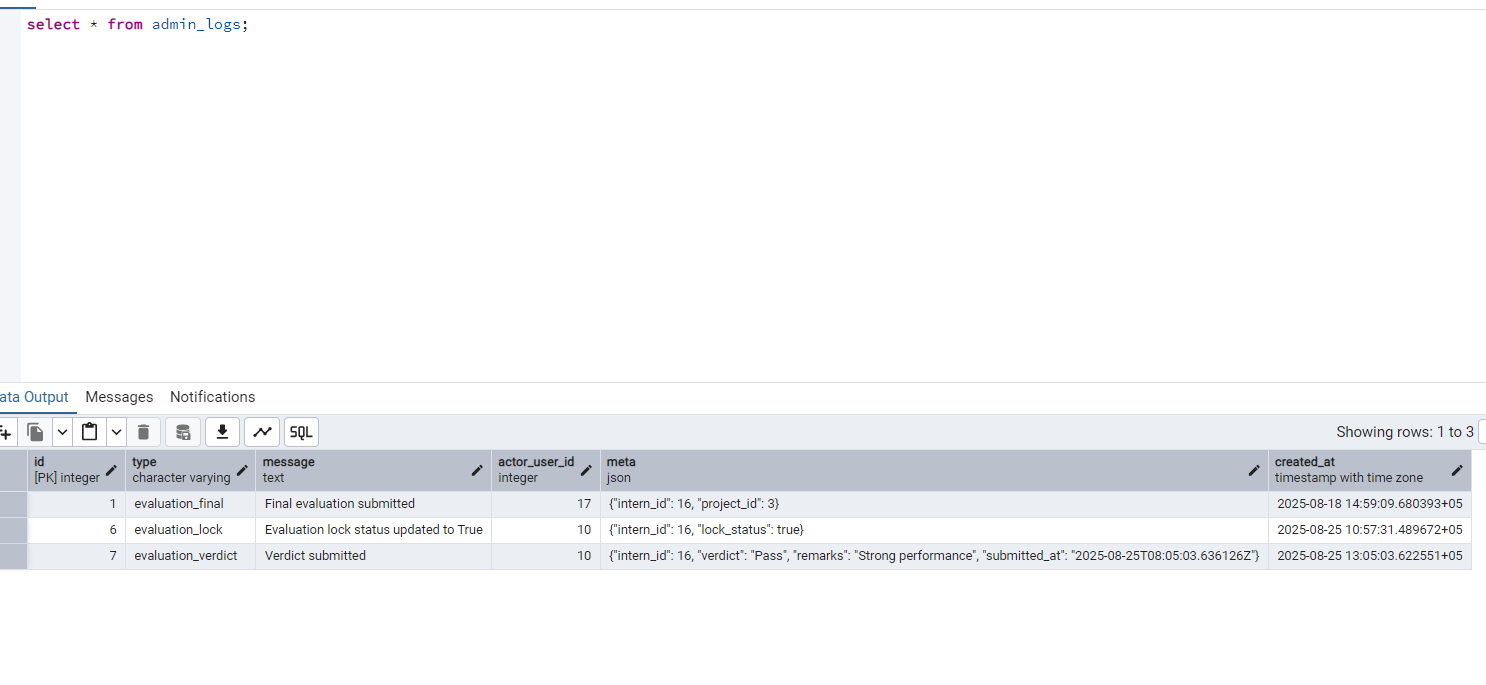 select * from admin_logs;
ata Output Messages Notifications
SQL Showing rows: 1 to 3
id type message actor_user_id meta created_at
[PK] integer character varying text integer json timestamp with time zone
1 evaluation_final Final evaluation submitted 17 {"intern_id": 16, "project_id": 3} 2025-08-18 14:59:09.680393+05
6 evaluation_lock Evaluation lock status updated to True 10 {"intern_id": 16, "lock_status": true} 2025-08-25 10:57:31.489672+05
7 evaluation_verdict Verdict submitted 10 {"intern_id": 16, "verdict": "Pass", "remarks": "Strong performance", "submitted_at": "2025-08-25T08:05:03.636126Z"} 2025-08-25 13:05:03.622551+05